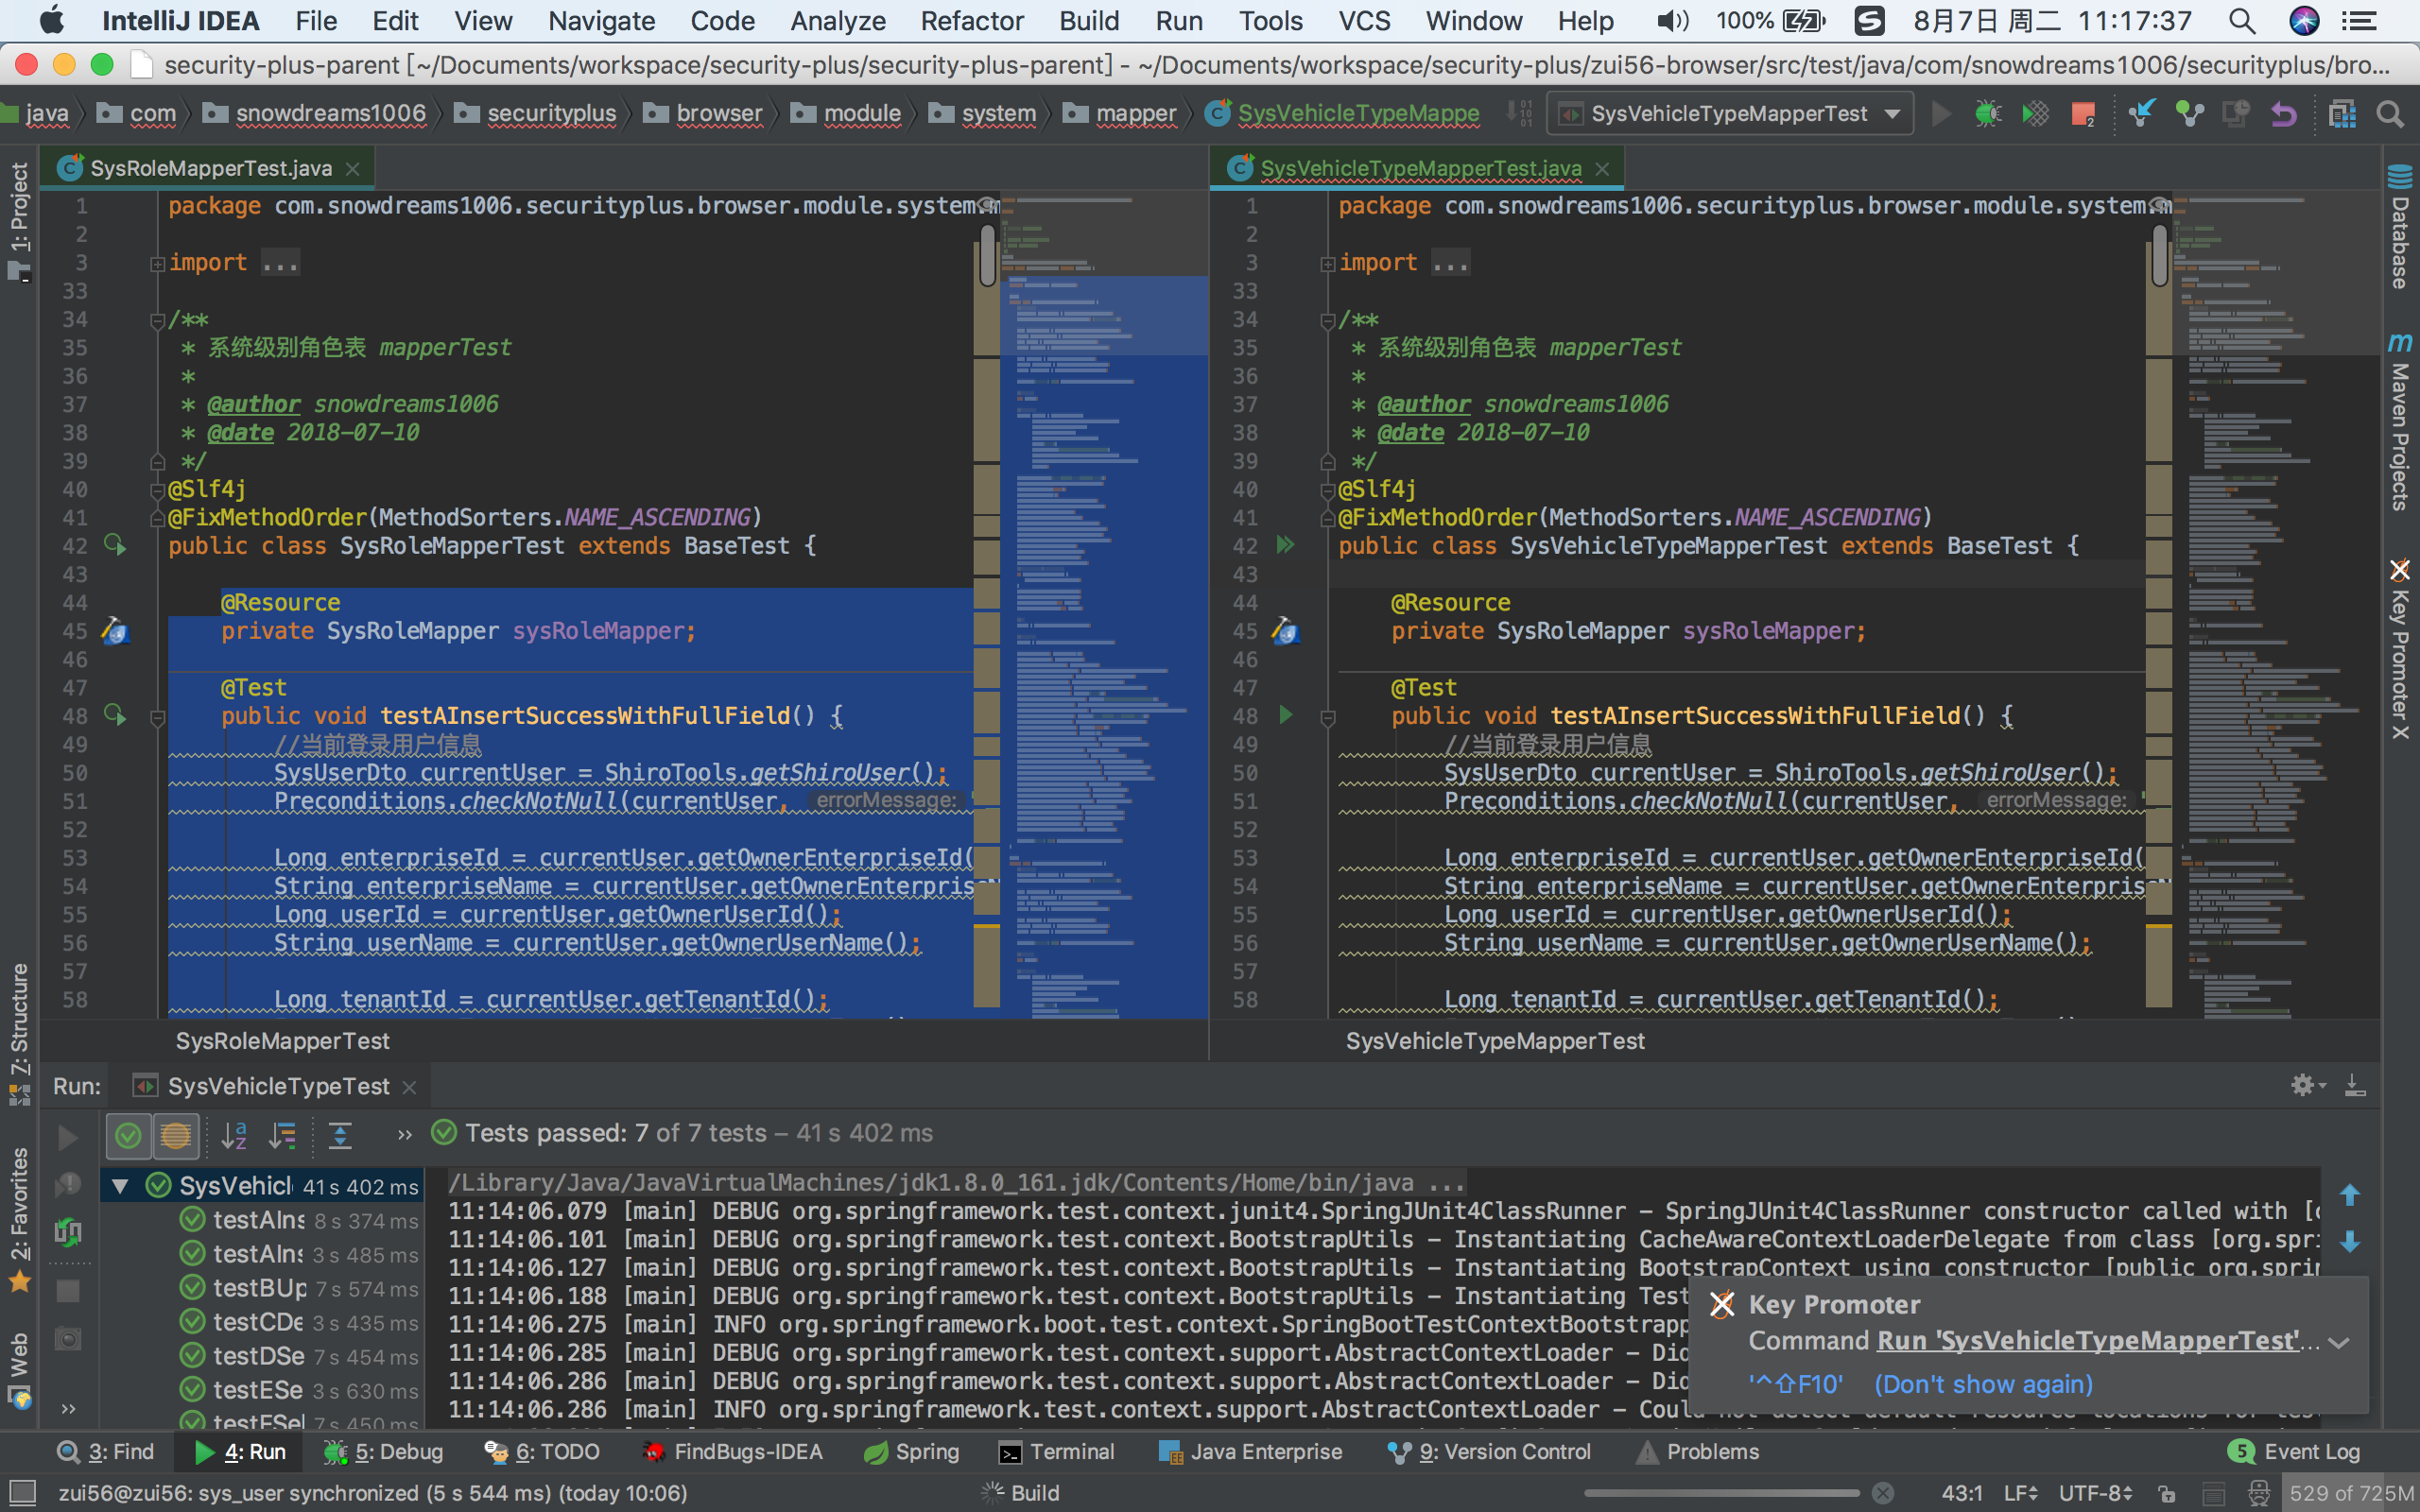 IntelliJ IDEA File Edit View Navigate Code Analyze Refactor Build Run Tools VCS Window Help 100% 8月7日 周二 11:17:37
security-plus-parent [~/Documents/workspace/security-plus/security-plus-parent] - ~/Documents/workspace/security-plus/zui56-browser/src/test/java/com/snowdreams1006/securityplus/bro...
java com snowdreams1006 securityplus browser module system mapper SysVehicleTypeMappe SysVehicleTypeMapperTest
1: Project
7: Structure
2: Favorites
Web
SysRoleMapperTest.java
1 package com.snowdreams1006.securityplus.browser.module.system.m
2
3 import ...
33
34 /**
35 * 系统级别角色表 mapperTest
36 *
37 * @author snowdreams1006
38 * @date 2018-07-10
39 */
40 @Slf4j
41 @FixMethodOrder(MethodSorters.NAME_ASCENDING)
42 public class SysRoleMapperTest extends BaseTest {
43
44 @Resource
45 private SysRoleMapper sysRoleMapper;
46
47 @Test
48 public void testAInsertSuccessWithFullField() {
49 //当前登录用户信息
50 SysUserDto currentUser = ShiroTools.getShiroUser();
51 Preconditions.checkNotNull(currentUser, errorMessage:
52
53 Long enterpriseId = currentUser.getOwnerEnterpriseId(
54 String enterpriseName = currentUser.getOwnerEnterpriseN
55 Long userId = currentUser.getOwnerUserId();
56 String userName = currentUser.getOwnerUserName();
57
58 Long tenantId = currentUser.getTenantId();
SysRoleMapperTest
SysVehicleTypeMapperTest.java
1 package com.snowdreams1006.securityplus.browser.module.system.m
2
3 import ...
33
34 /**
35 * 系统级别角色表 mapperTest
36 *
37 * @author snowdreams1006
38 * @date 2018-07-10
39 */
40 @Slf4j
41 @FixMethodOrder(MethodSorters.NAME_ASCENDING)
42 public class SysVehicleTypeMapperTest extends BaseTest {
43
44 @Resource
45 private SysRoleMapper sysRoleMapper;
46
47 @Test
48 public void testAInsertSuccessWithFullField() {
49 //当前登录用户信息
50 SysUserDto currentUser = ShiroTools.getShiroUser();
51 Preconditions.checkNotNull(currentUser, errorMessage:
52
53 Long enterpriseId = currentUser.getOwnerEnterpriseId(
54 String enterpriseName = currentUser.getOwnerEnterpriseN
55 Long userId = currentUser.getOwnerUserId();
56 String userName = currentUser.getOwnerUserName();
57
58 Long tenantId = currentUser.getTenantId();
SysVehicleTypeMapperTest
Database
Maven Projects
Key Promoter X
Run: SysVehicleTypeTest
Tests passed: 7 of 7 tests – 41 s 402 ms
SysVehicl 41 s 402 ms
testAIns 8 s 374 ms
testAIns 3 s 485 ms
testBUp 7 s 574 ms
testCDe 3 s 435 ms
testDSe 7 s 454 ms
testESe 3 s 630 ms
testFSel 7 s 450 ms
/Library/Java/JavaVirtualMachines/jdk1.8.0_161.jdk/Contents/Home/bin/java ...
11:14:06.079 [main] DEBUG org.springframework.test.context.junit4.SpringJUnit4ClassRunner - SpringJUnit4ClassRunner constructor called with [c
11:14:06.101 [main] DEBUG org.springframework.test.context.BootstrapUtils - Instantiating CacheAwareContextLoaderDelegate from class [org.spri
11:14:06.127 [main] DEBUG org.springframework.test.context.BootstrapUtils - Instantiating BootstrapContext using constructor [public org.sprin
11:14:06.188 [main] DEBUG org.springframework.test.context.BootstrapUtils - Instantiating Test
11:14:06.275 [main] INFO org.springframework.boot.test.context.SpringBootTestContextBootstrapp
11:14:06.285 [main] DEBUG org.springframework.test.context.support.AbstractContextLoader - Did
11:14:06.286 [main] DEBUG org.springframework.test.context.support.AbstractContextLoader - Did
11:14:06.286 [main] INFO org.springframework.test.context.support.AbstractContextLoader - Could not detect default resource locations for tes
Key Promoter
Command Run 'SysVehicleTypeMapperTest'...
'^⇧F10' (Don't show again)
3: Find 4: Run 5: Debug 6: TODO FindBugs-IDEA Spring Terminal Java Enterprise 9: Version Control Problems 5 Event Log
zui56@zui56: sys_user synchronized (5 s 544 ms) (today 10:06) Build 43:1 LF UTF-8 529 of 725M